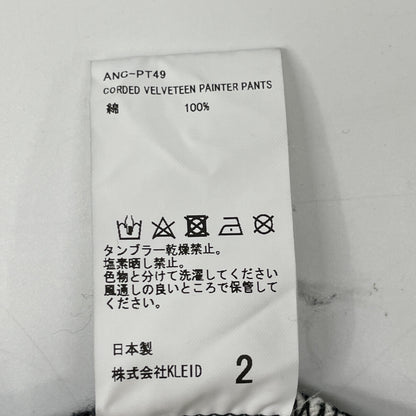 ANC-PT49
CORDED VELVETEEN PAINTER PANTS
綿 100%
タンブラー乾燥禁止。
塩素晒し禁止。
色物と分けて洗濯してください
風通しの良いところで保管して
ください。
日本製
株式会社KLEID 2